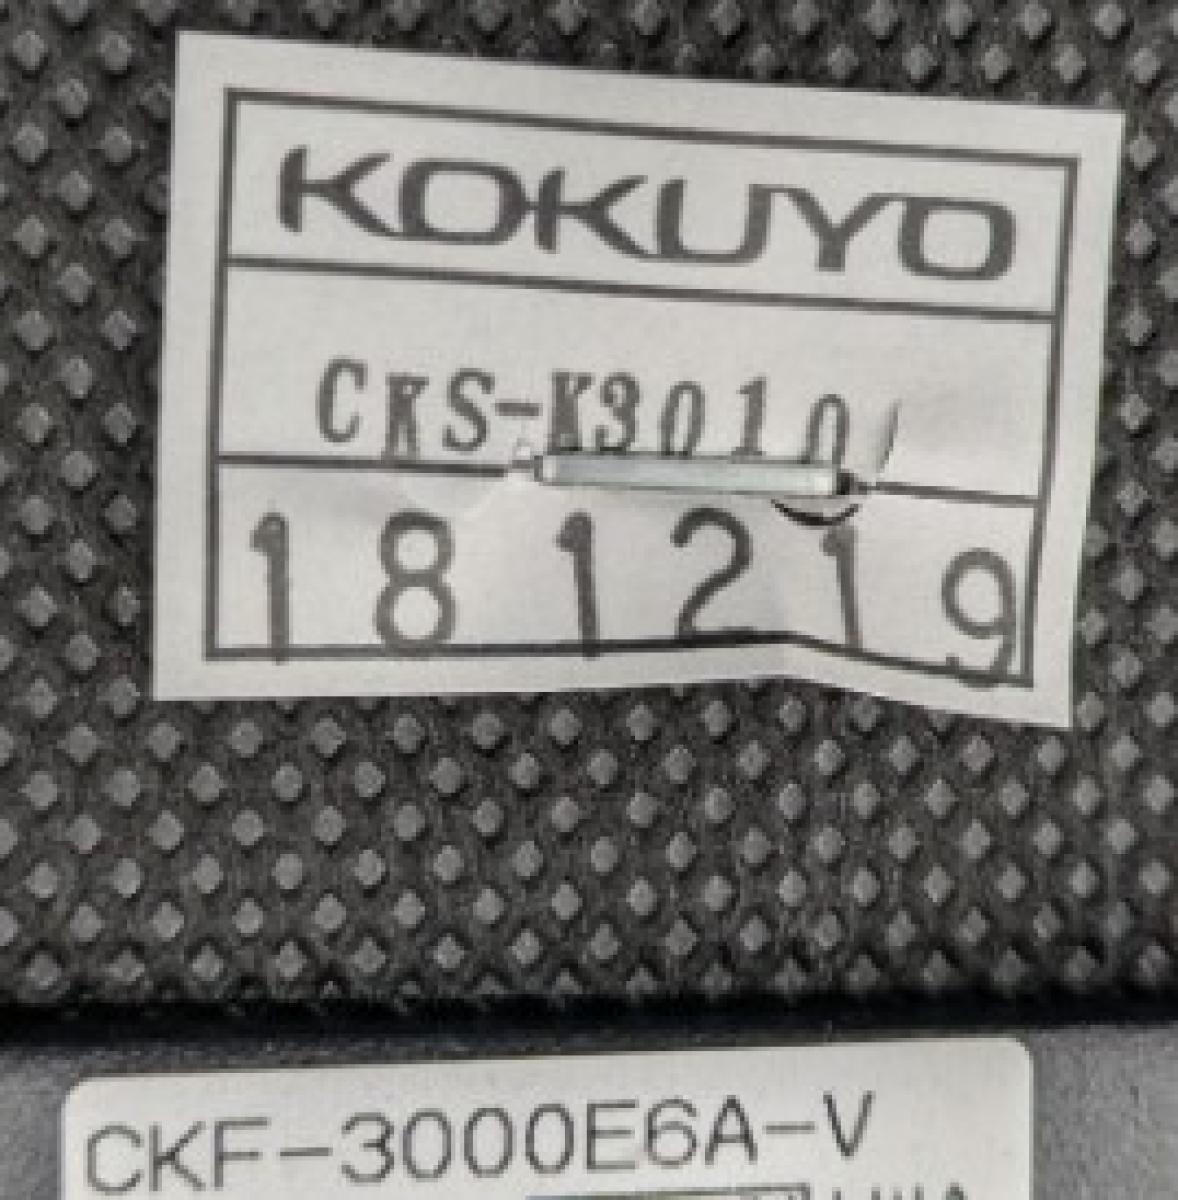 KOKUYO
CKS-K3010
181219
CKF-3000E6A-V